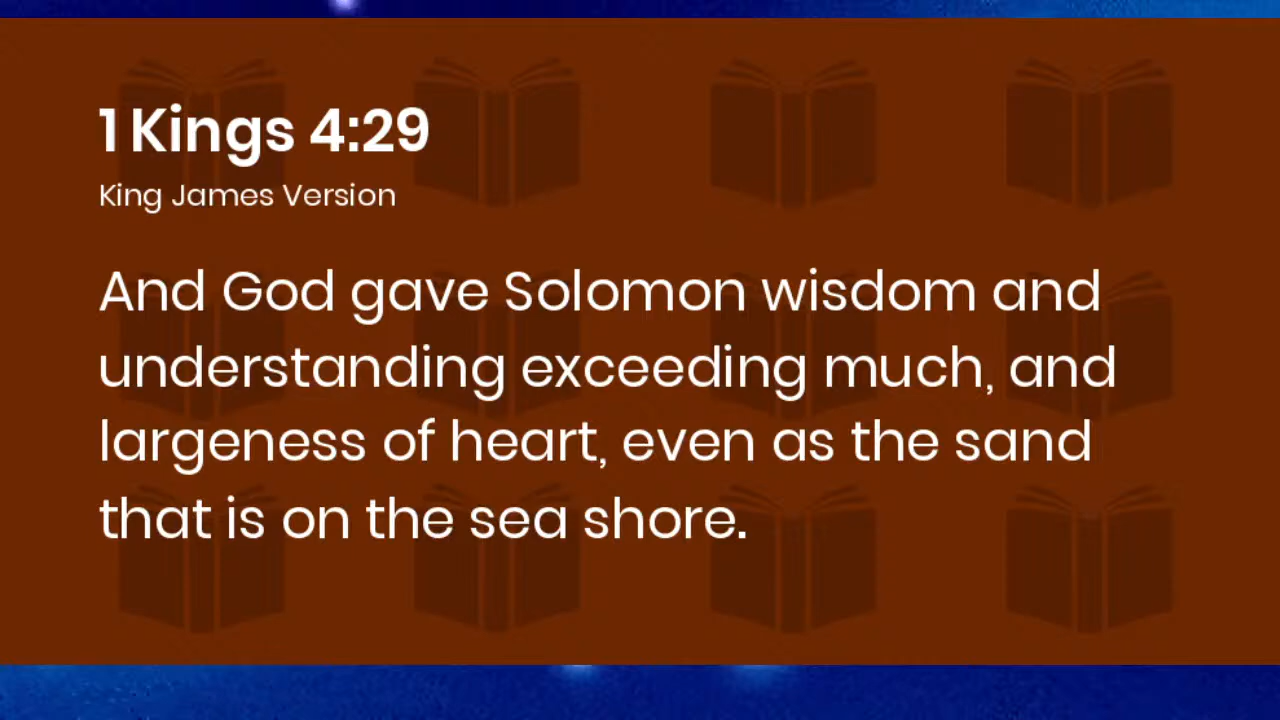 1 Kings 4:29
King James Version
And God gave Solomon wisdom and
understanding exceeding much, and
largeness of heart, even as the sand
that is on the sea shore.